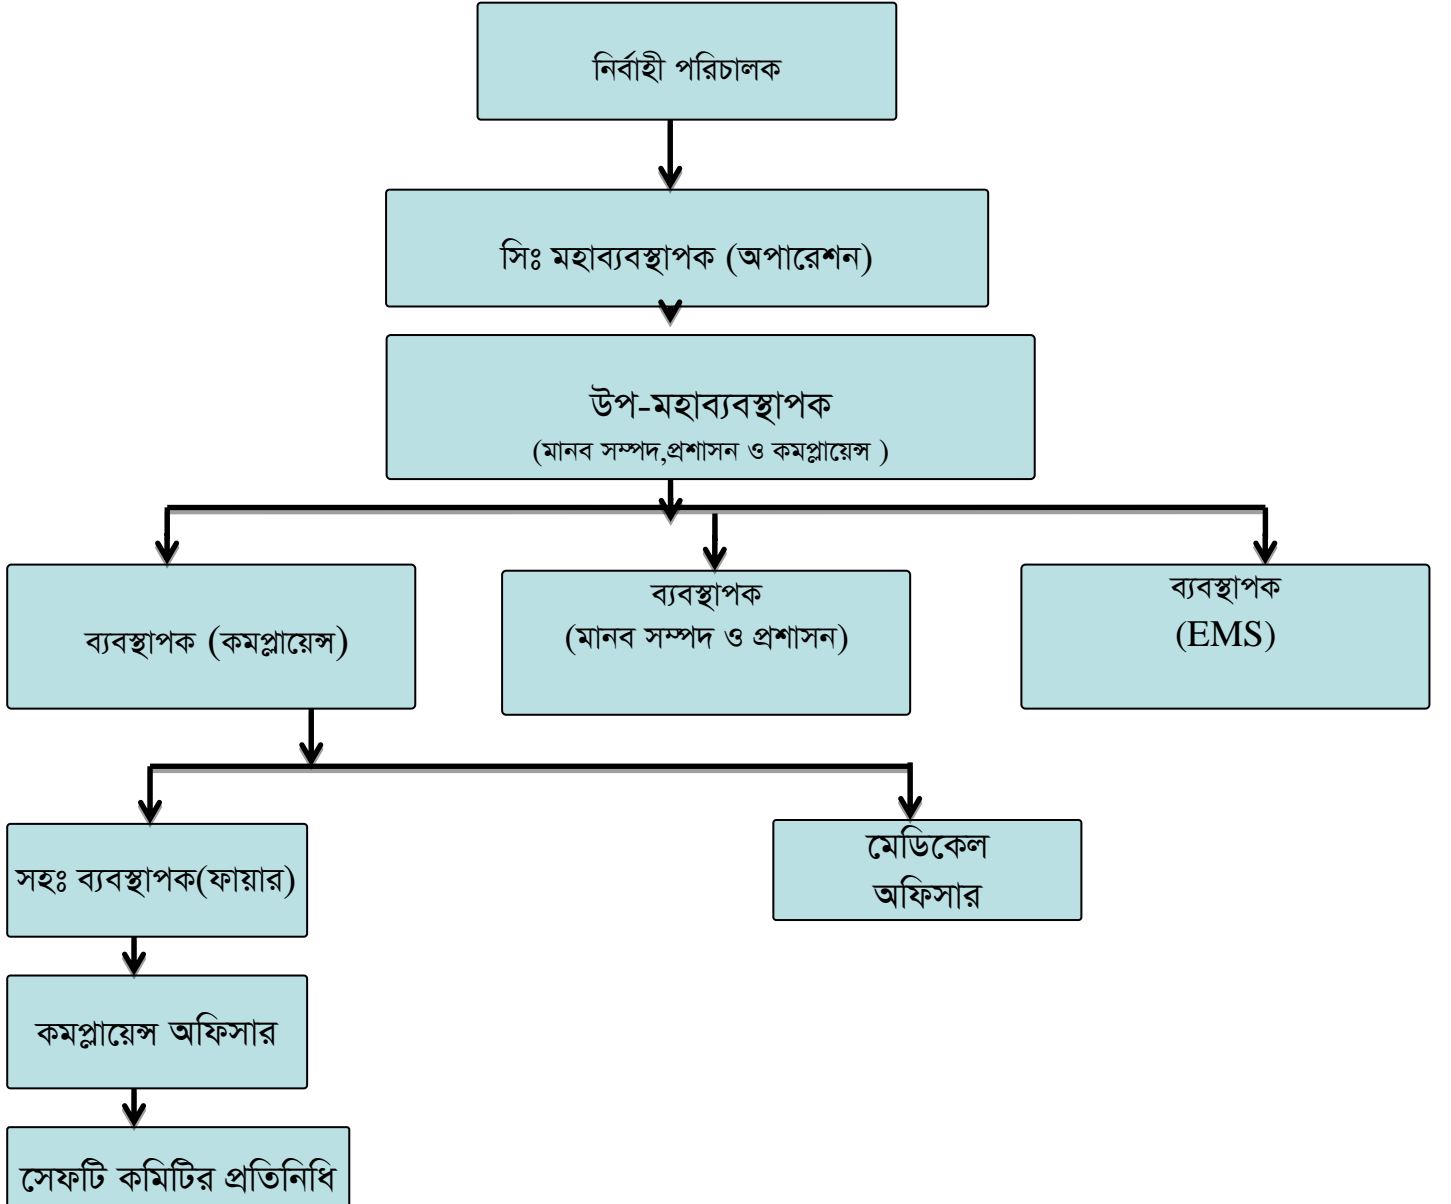 নির্বাহী পরিচালক
সিঃ মহাব্যবস্থাপক (অপারেশন)
উপ-মহাব্যবস্থাপক
(মানব সম্পদ,প্রশাসন ও কমপ্লায়েন্স )
ব্যবস্থাপক (কমপ্লায়েন্স)
ব্যবস্থাপক
(মানব সম্পদ ও প্রশাসন)
ব্যবস্থাপক
(EMS)
সহঃ ব্যবস্থাপক(ফায়ার)
মেডিকেল
অফিসার
কমপ্লায়েন্স অফিসার
সেফটি কমিটির প্রতিনিধি